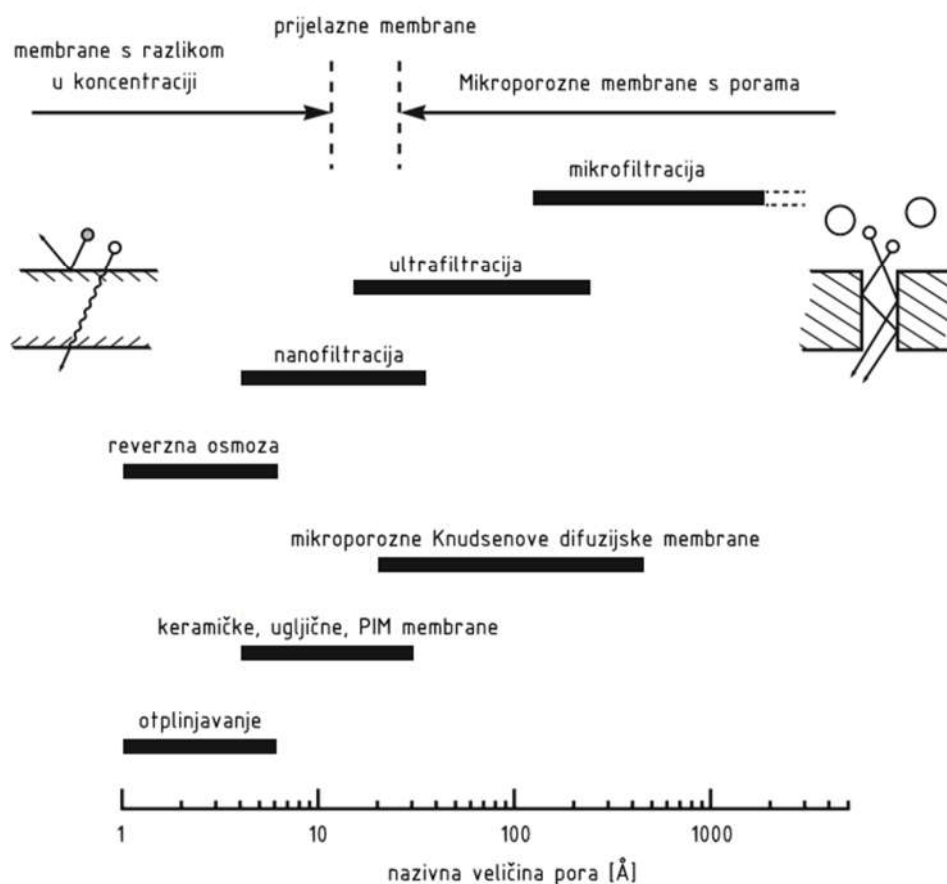 prijelazne membrane
membrane s razlikom
u koncentraciji
Mikroporozne membrane s porama
mikrofiltracija
ultrafiltracija
nanofiltracija
reverzna osmoza
mikroporozne Knudsenove difuzijske membrane
keramičke, ugljične, PIM membrane
otplinjavanje
1 10 100 1000
nazivna veličina pora [Å]